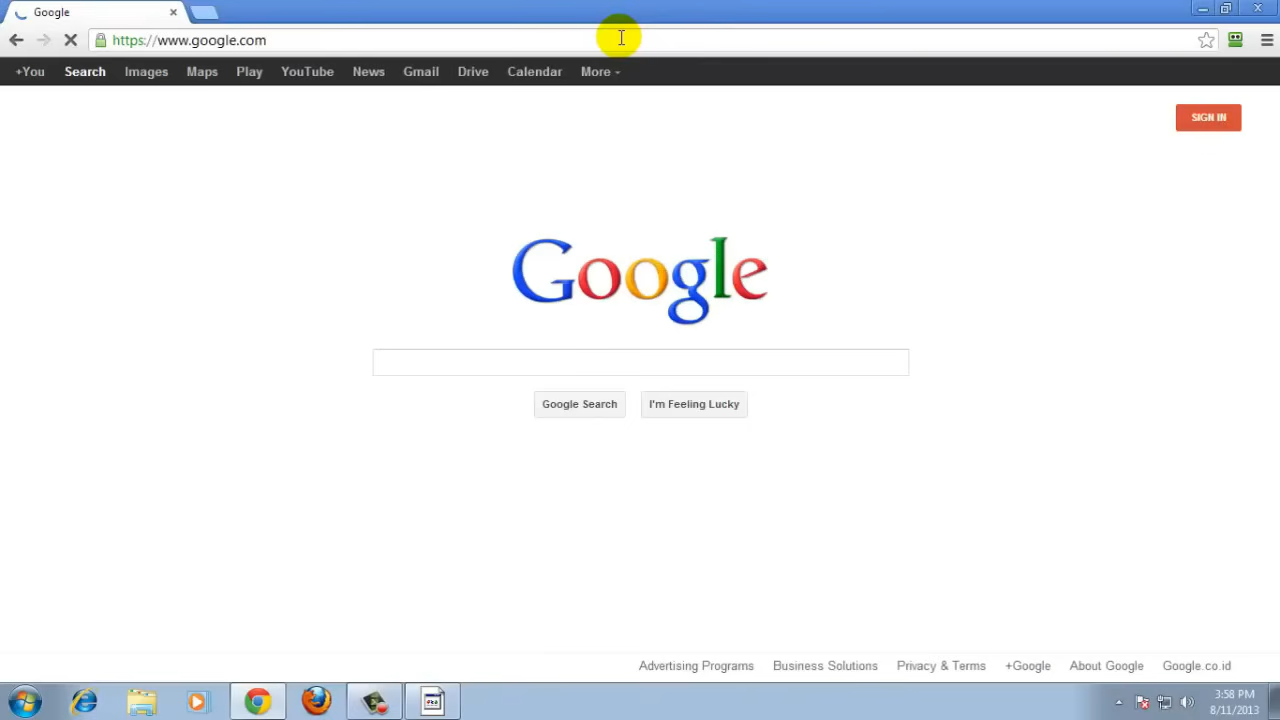 Google
https://www.google.com
+You Search Images Maps Play YouTube News Gmail Drive Calendar More
SIGN IN
Google
Google Search I'm Feeling Lucky
Advertising Programs Business Solutions Privacy & Terms +Google About Google Google.co.id
3:58 PM
8/11/2013